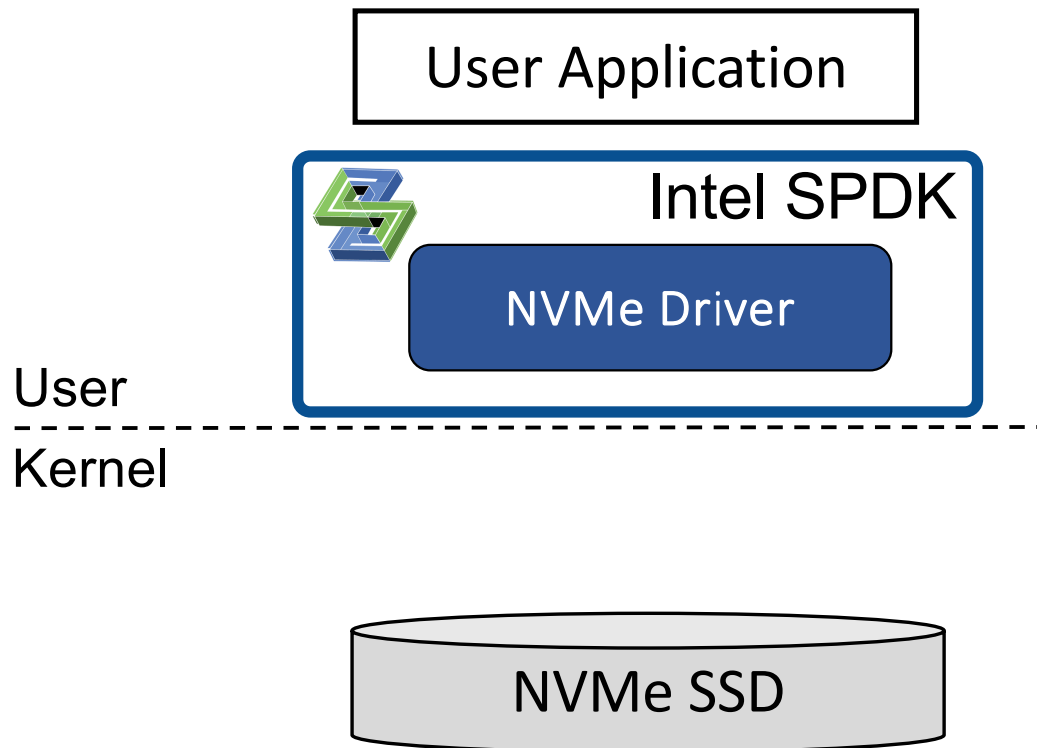 User Application
Intel SPDK
NVMe Driver
User
Kernel
NVMe SSD